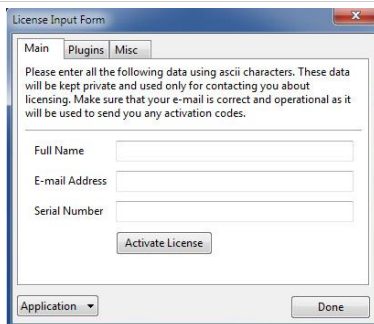 License Input Form
Main Plugins Misc
Please enter all the following data using ascii characters. These data
will be kept private and used only for contacting you about
licensing. Make sure that your e-mail is correct and operational as it
will be used to send you any activation codes.
Full Name
E-mail Address
Serial Number
Activate License
Application
Done